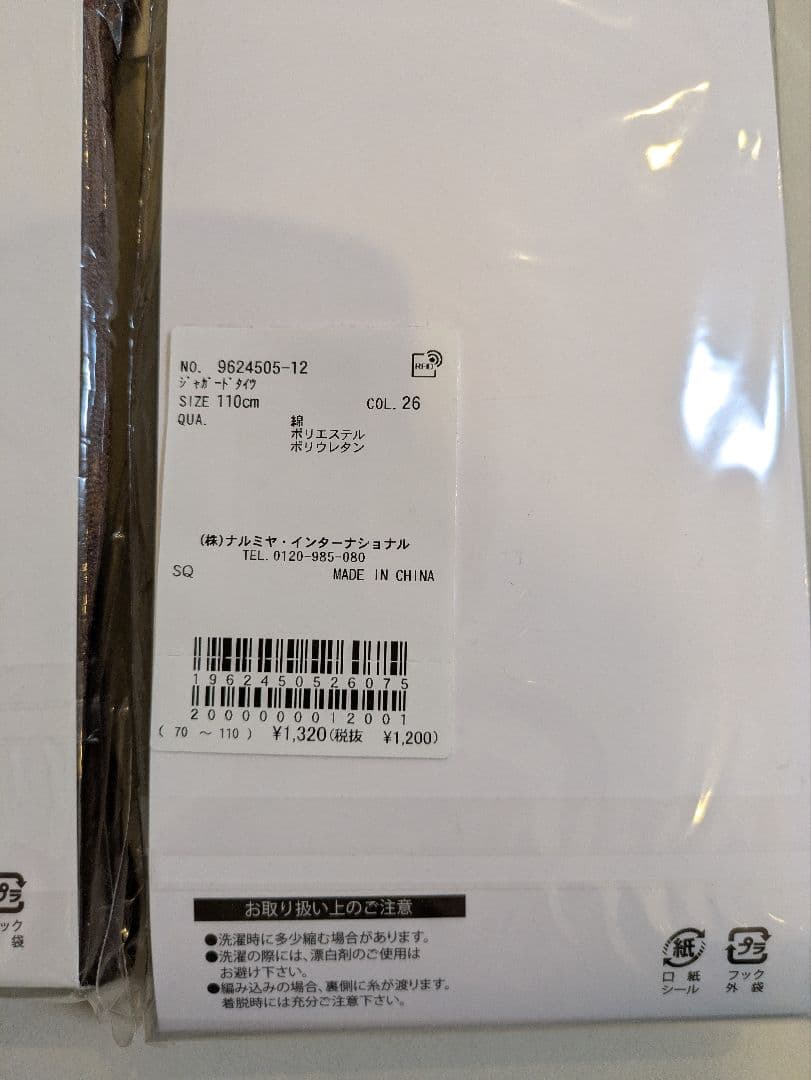 NO. 9624505-12
RFID
ｼﾞｬｶﾞｰﾄﾞﾀｲﾂ
SIZE 110cm COL. 26
QUA. 綿
ポリエステル
ポリウレタン
(株)ナルミヤ・インターナショナル
TEL. 0120-985-080
SQ MADE IN CHINA
1962450526075
2000000012001
( 70 ～ 110 ) ¥1,320(税抜 ¥1,200)
お取り扱い上のご注意
●洗濯時に多少縮む場合があります。
●洗濯の際には、漂白剤のご使用は
お避け下さい。
●編み込みの場合、裏側に糸が渡ります。
着脱時には充分ご注意下さい。
紙
口 紙
シール
プラ
フック
外 袋
プラ
ック
袋